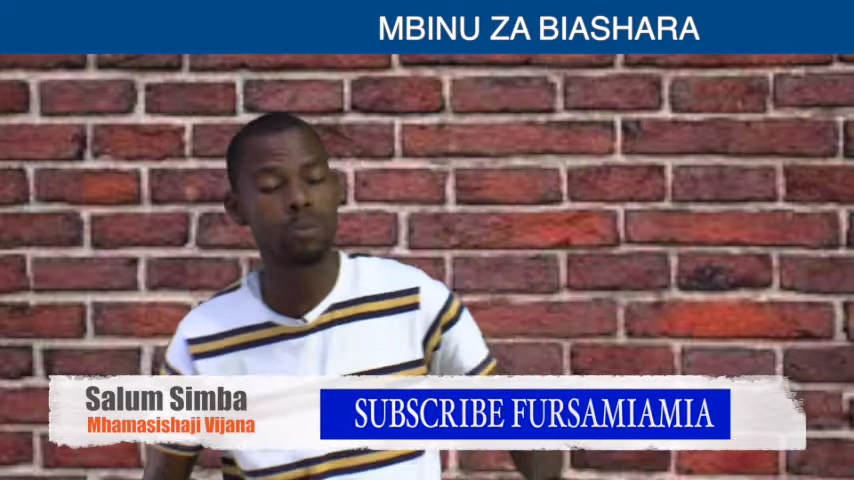 MBINU ZA BIASHARA
Salum Simba
Mhamasishaji Vijana
SUBSCRIBE FURSAMIAMIA